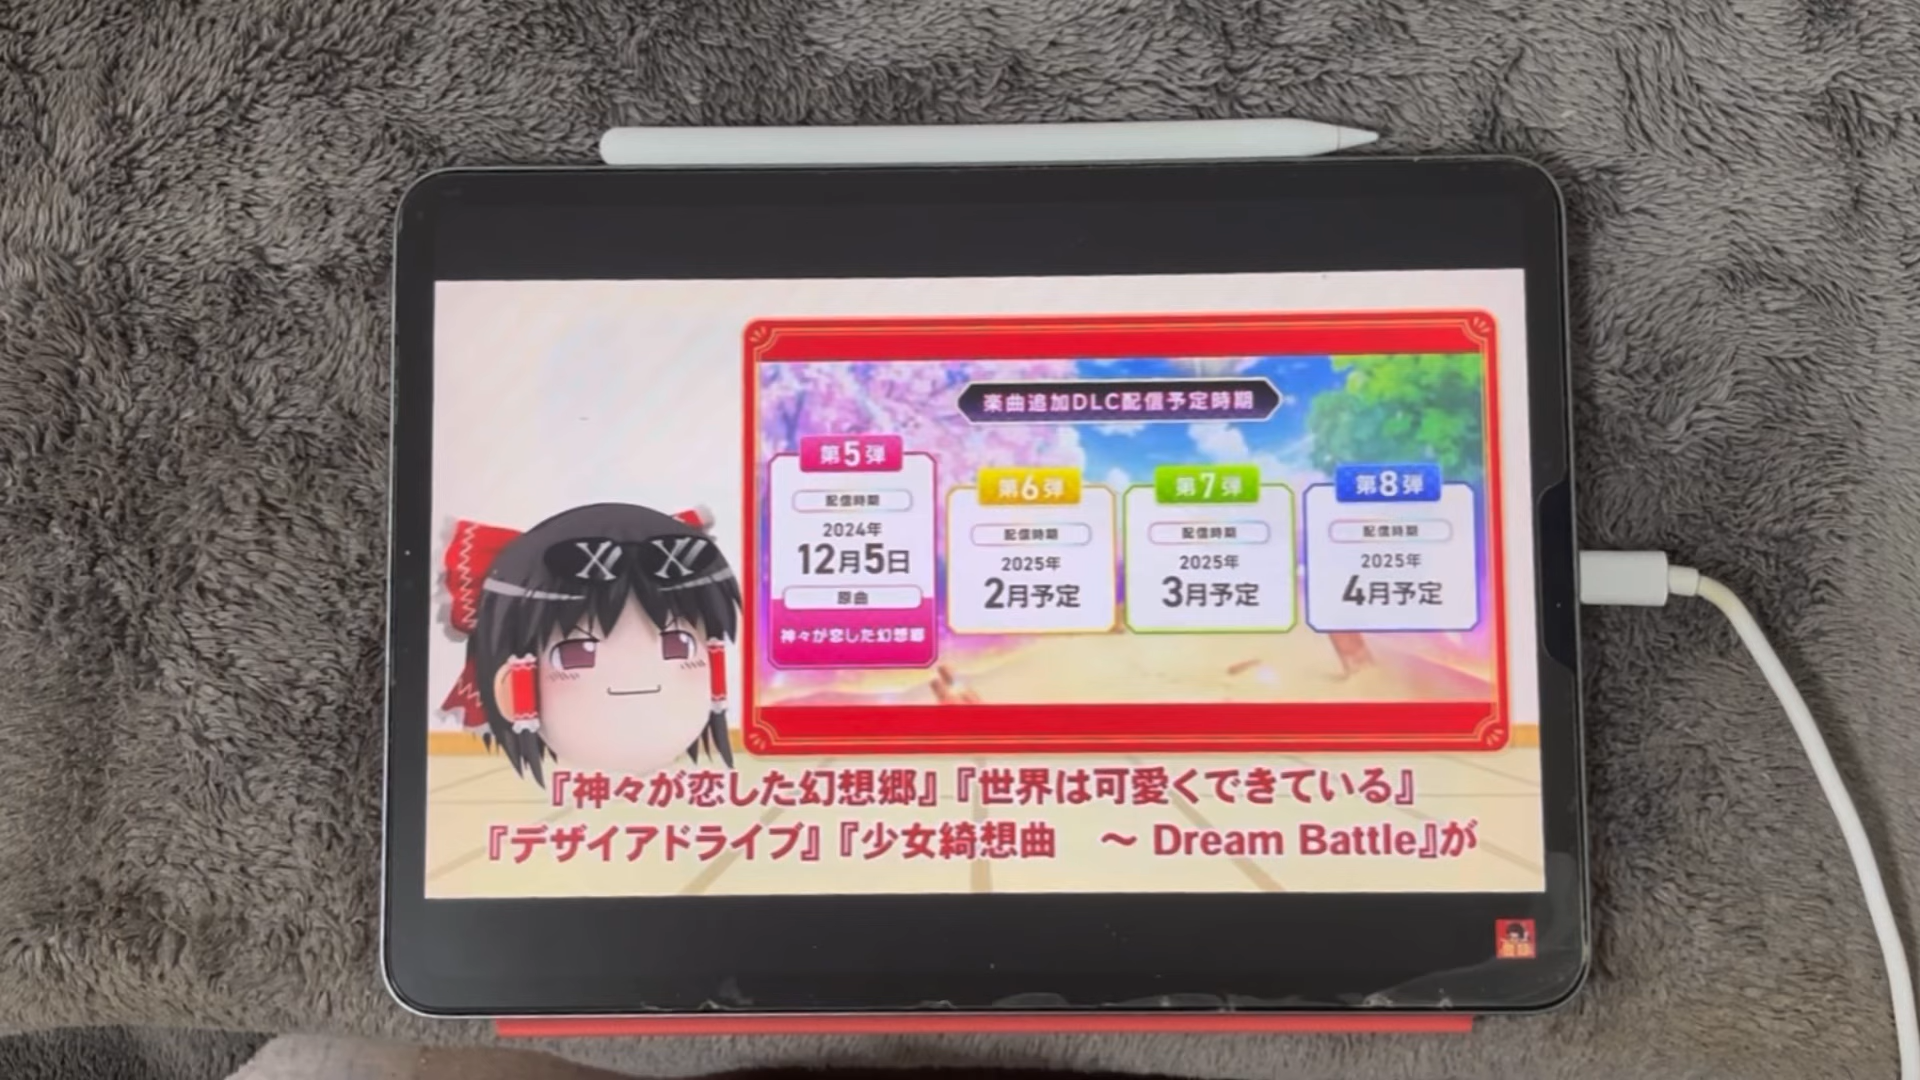 楽曲追加DLC配信予定時期
第5弾
配信時期
2024年
12月5日
原曲
神々が恋した幻想郷
第6弾
配信時期
2025年
2月予定
第7弾
配信時期
2025年
3月予定
第8弾
配信時期
2025年
4月予定
『神々が恋した幻想郷』『世界は可愛くできている』
『デザイアドライブ』『少女綺想曲　～ Dream Battle』が